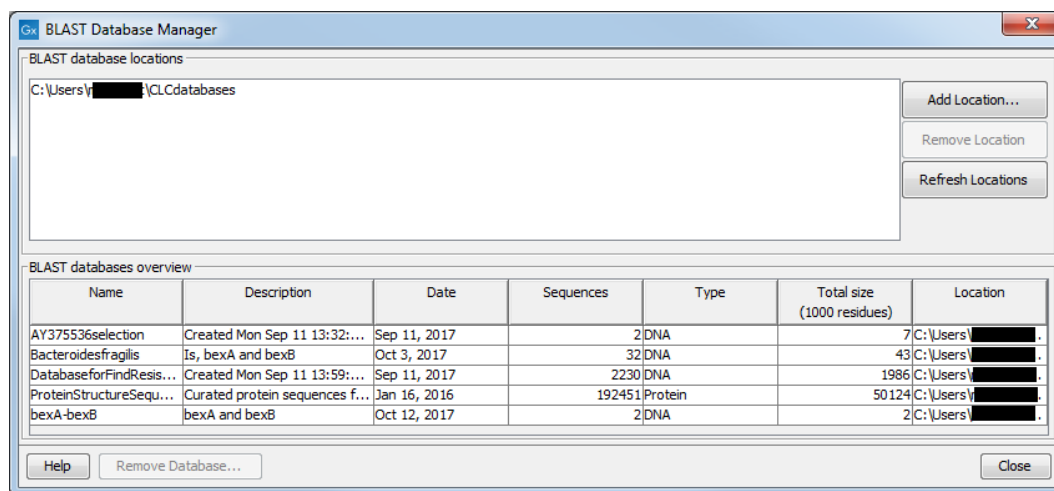 Gx BLAST Database Manager
BLAST database locations
C:\Users\r :\CLCdatabases
Add Location...
Remove Location
Refresh Locations
BLAST databases overview
Name Description Date Sequences Type Total size (1000 residues) Location
AY375536selection Created Mon Sep 11 13:32:... Sep 11, 2017 2 DNA 7 C:\Users\ .
Bacteroidesfragilis Is, bexA and bexB Oct 3, 2017 32 DNA 43 C:\Users\ .
DatabaseforFindResis... Created Mon Sep 11 13:59:... Sep 11, 2017 2230 DNA 1986 C:\Users\r .
ProteinStructureSequ... Curated protein sequences f... Jan 16, 2016 192451 Protein 50124 C:\Users\r .
bexA-bexB bexA and bexB Oct 12, 2017 2 DNA 2 C:\Users\ .
Help Remove Database... Close